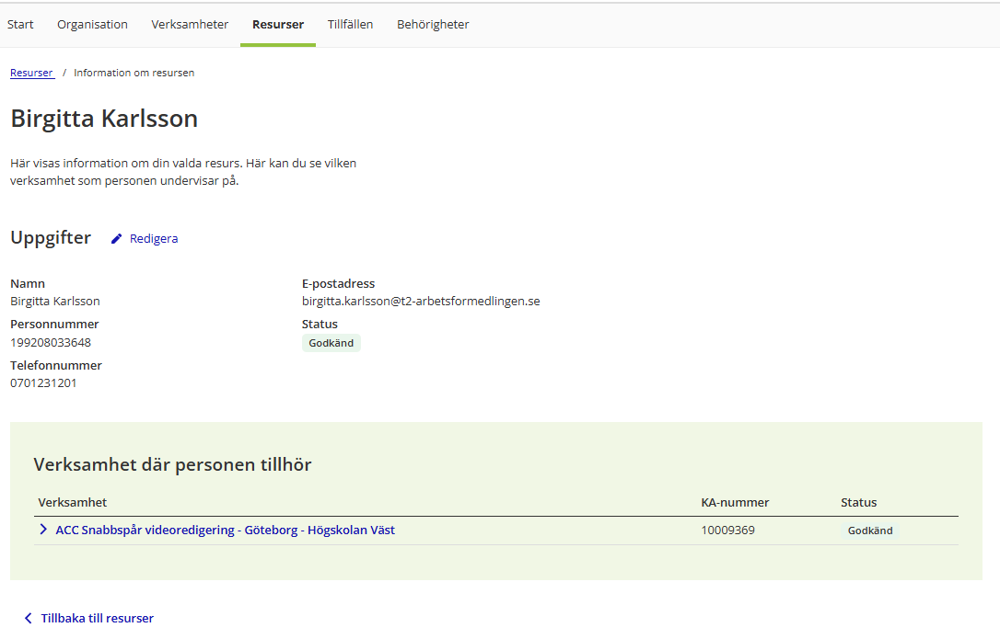 Start Organisation Verksamheter Resurser Tillfällen Behörigheter
Resurser / Information om resursen
Birgitta Karlsson
Här visas information om din valda resurs. Här kan du se vilken
verksamhet som personen undervisar på.
Uppgifter Redigera
Namn
Birgitta Karlsson
Personnummer
199208033648
Telefonnummer
0701231201
E-postadress
birgitta.karlsson@t2-arbetsformedlingen.se
Status
Godkänd
Verksamhet där personen tillhör
Verksamhet KA-nummer Status
ACC Snabbspår videoredigering - Göteborg - Högskolan Väst 10009369 Godkänd
Tillbaka till resurser